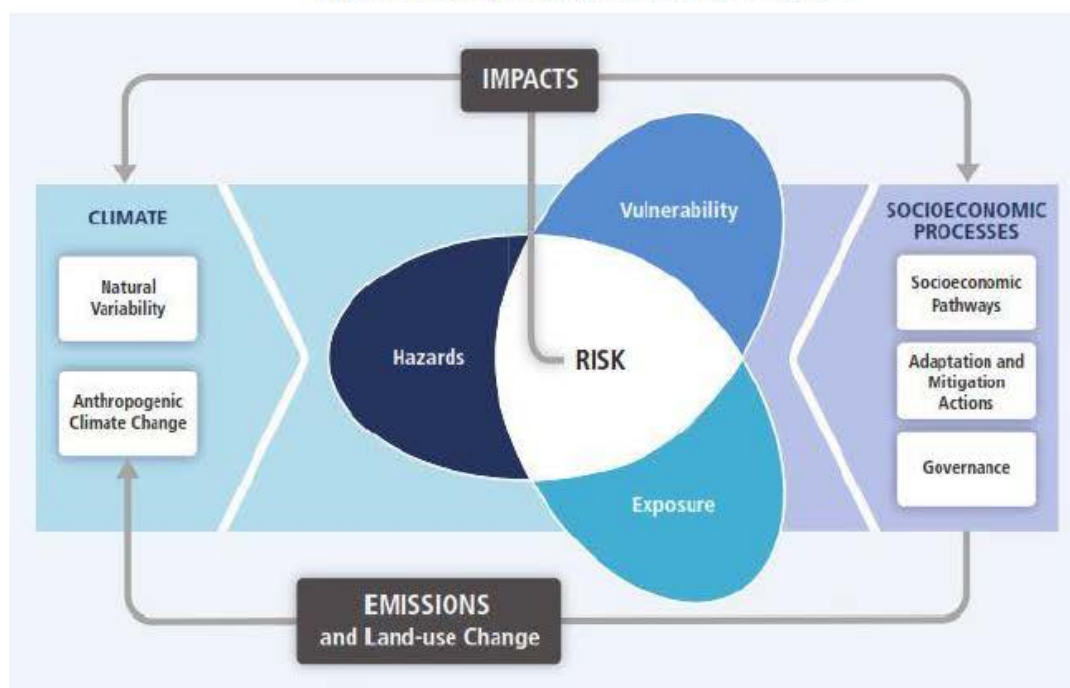 IMPACTS
CLIMATE
Natural
Variability
Anthropogenic
Climate Change
Vulnerability
Hazards
RISK
Exposure
SOCIOECONOMIC
PROCESSES
Socioeconomic
Pathways
Adaptation and
Mitigation
Actions
Governance
EMISSIONS
and Land-use Change